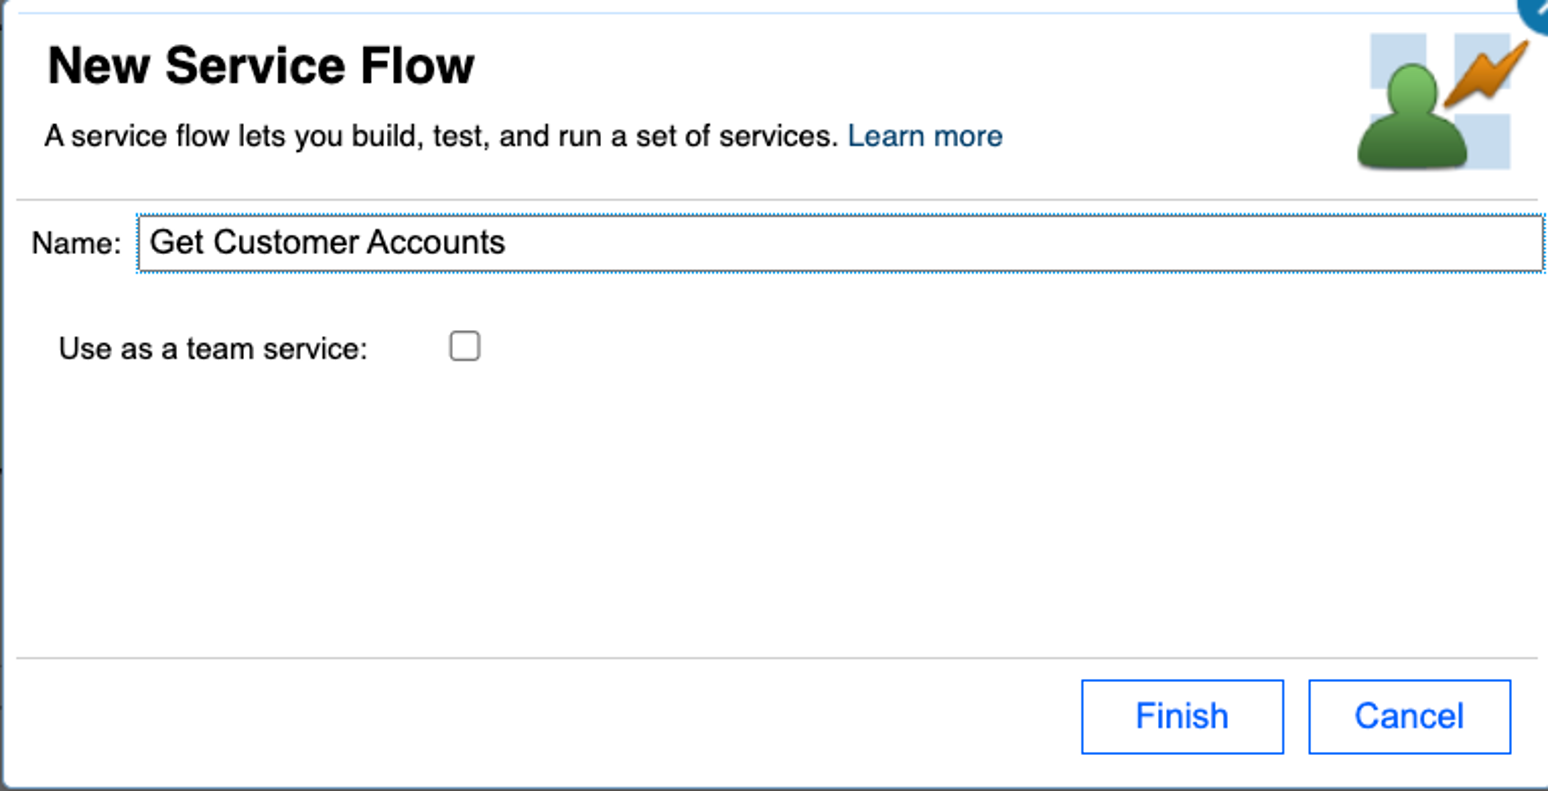 New Service Flow
A service flow lets you build, test, and run a set of services. Learn more
Name: Get Customer Accounts
Use as a team service:
Finish Cancel